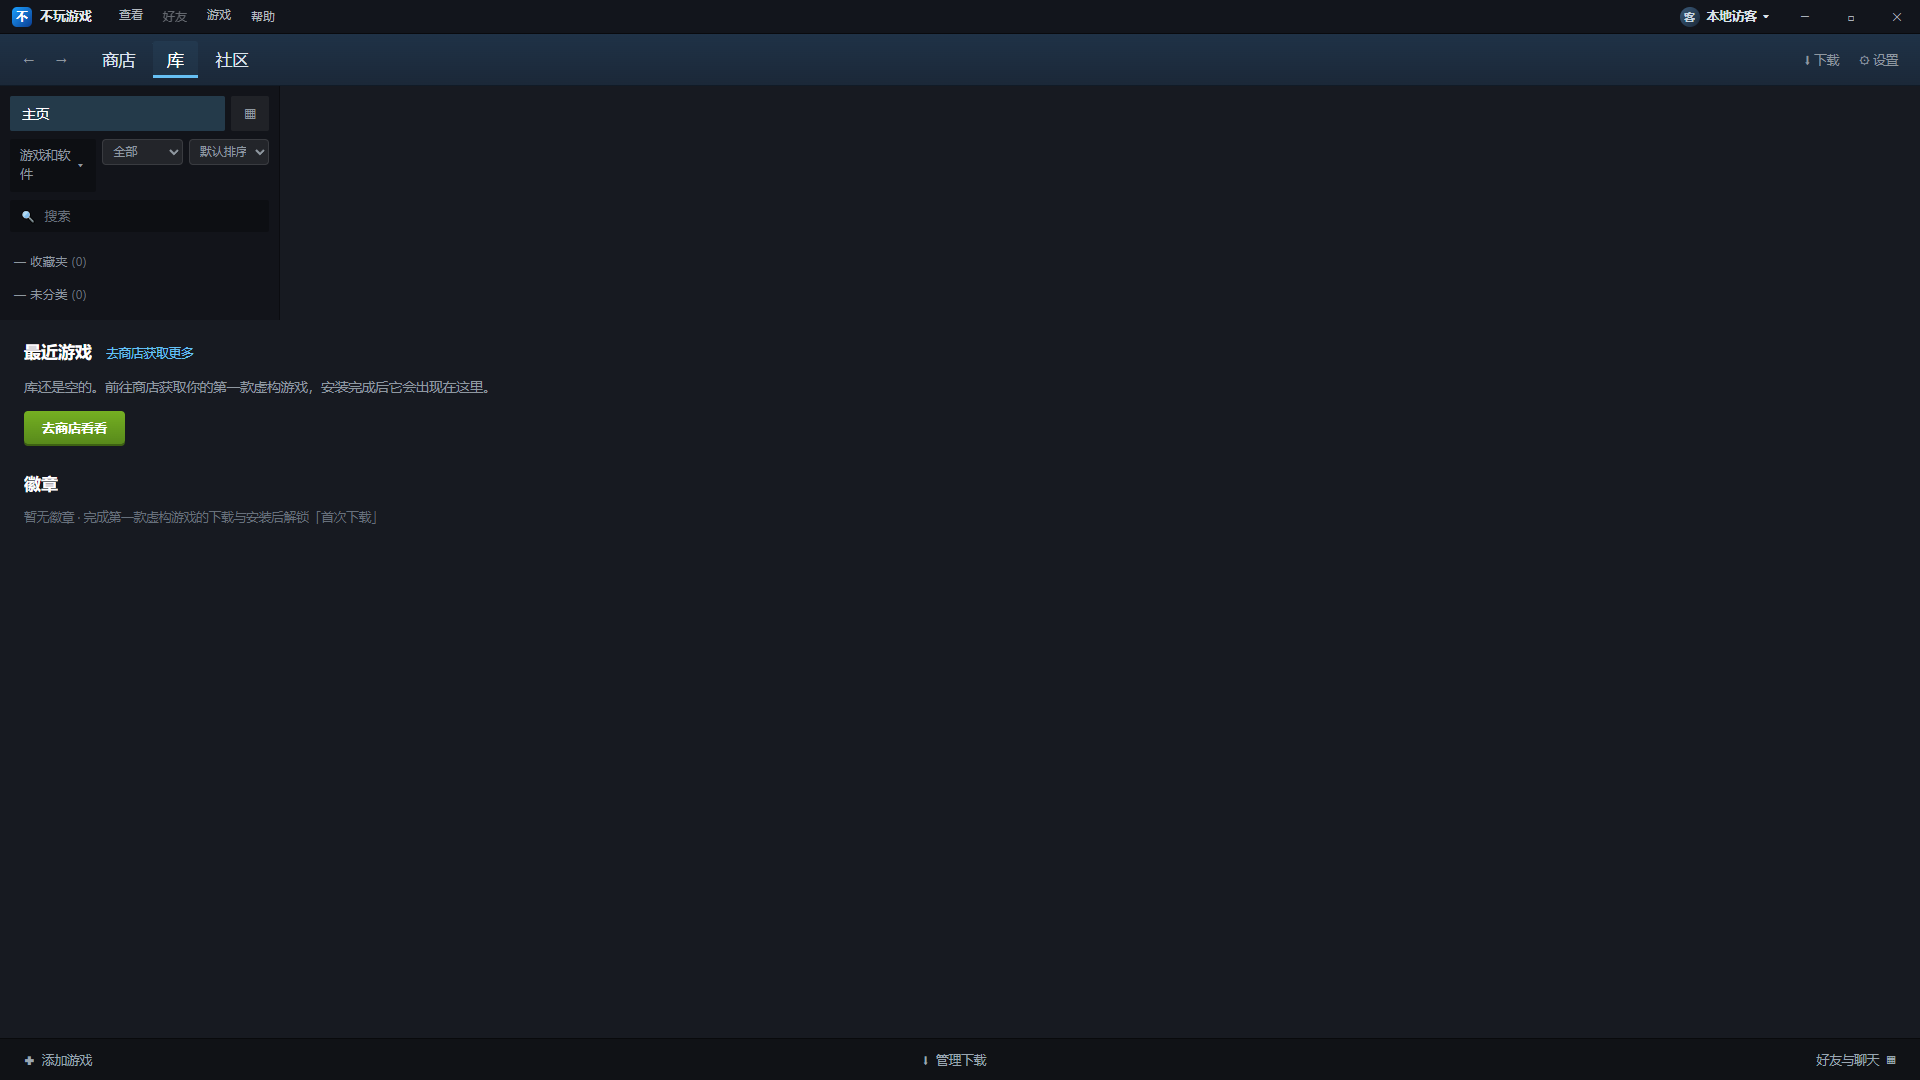 不 不玩游戏 查看 好友 游戏 帮助 客 本地访客
← → 商店 库 社区 下载 设置
主页
游戏和软件 全部 默认排序
搜索
— 收藏夹 (0)
— 未分类 (0)
最近游戏 去商店获取更多
库还是空的。前往商店获取你的第一款虚构游戏，安装完成后它会出现在这里。
去商店看看
徽章
暂无徽章 · 完成第一款虚构游戏的下载与安装后解锁「首次下载」
添加游戏 管理下载 好友与聊天